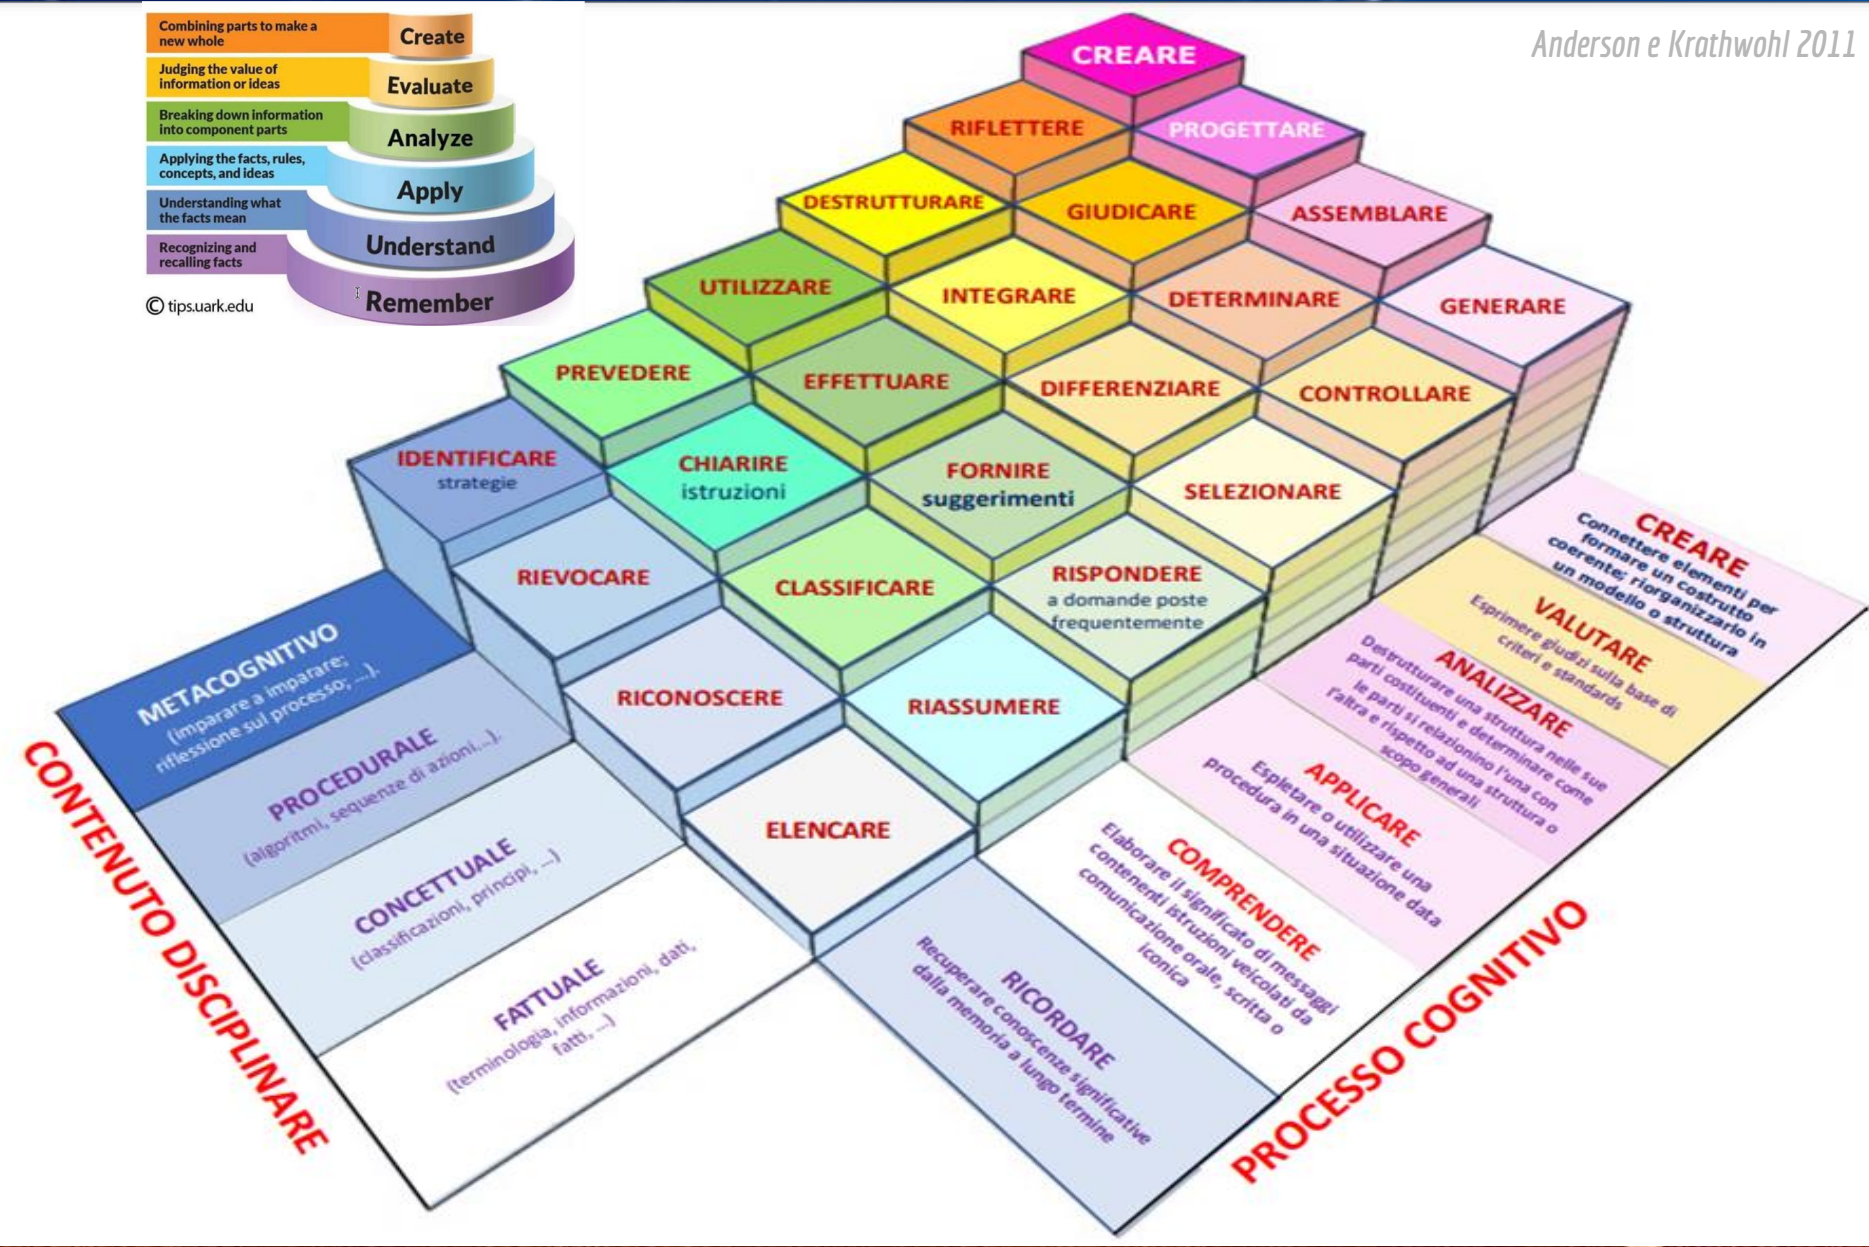 Anderson e Krathwohl 2011
Combining parts to make a
new whole
Create
Judging the value of
information or ideas
Evaluate
Breaking down information
into component parts
Analyze
Applying the facts, rules,
concepts, and ideas
Apply
Understanding what
the facts mean
Understand
Recognizing and
recalling facts
Remember
© tips.uark.edu
CREARE
RIFLETTERE
PROGETTARE
DESTRUTTURARE
GIUDICARE
ASSEMBLARE
UTILIZZARE
INTEGRARE
DETERMINARE
GENERARE
PREVEDERE
EFFETTUARE
DIFFERENZIARE
CONTROLLARE
IDENTIFICARE
strategie
CHIARIRE
istruzioni
FORNIRE
suggerimenti
SELEZIONARE
RIEVOCARE
CLASSIFICARE
RISPONDERE
a domande poste
frequentemente
RICONOSCERE
RIASSUMERE
ELENCARE
METACOGNITIVO
(imparare a imparare;
riflessione sul processo; ...).
PROCEDURALE
(algoritmi, sequenze di azioni...).
CONCETTUALE
(classificazioni, principi, ...)
FATTUALE
(terminologia, informazioni, dati,
fatti, ...)
CONTENUTO DISCIPLINARE
CREARE
Connettere elementi per
formare un costrutto
coerente; riorganizzarlo in
un modello o struttura
VALUTARE
Esprimere giudizi sulla base di
criteri e standards
ANALIZZARE
Destrutturare una struttura nelle sue
parti costituenti e determinare come
le parti si relazionino l'una con
l'altra e rispetto ad una struttura o
scopo generali
APPLICARE
Espletare o utilizzare una
procedura in una situazione data
COMPRENDERE
Elaborare il significato di messaggi
contenenti istruzioni veicolati da
comunicazione orale, scritta o
iconica
RICORDARE
Recuperare conoscenze significative
dalla memoria a lungo termine
PROCESSO COGNITIVO